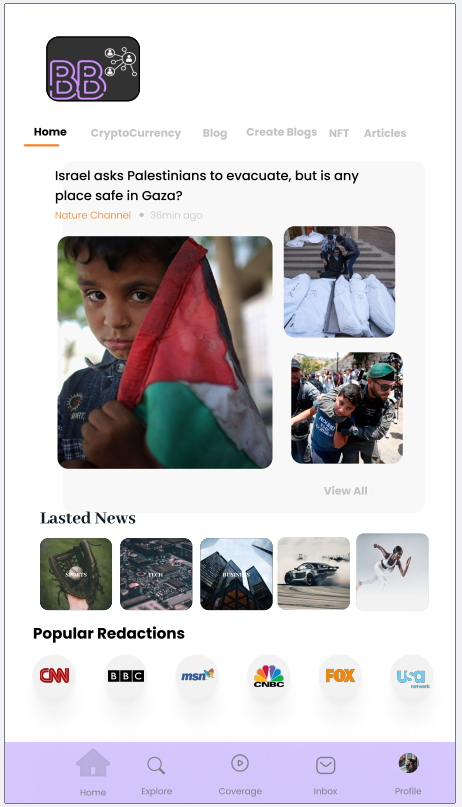 BB
Home CryptoCurrency Blog Create Blogs NFT Articles
Israel asks Palestinians to evacuate, but is any
place safe in Gaza?
Nature Channel • 36min ago
View All
Lasted News
SPORTS TECH BUSINESS
Popular Redactions
CNN BBC msn CNBC FOX usa
network
Home Explore Coverage Inbox Profile